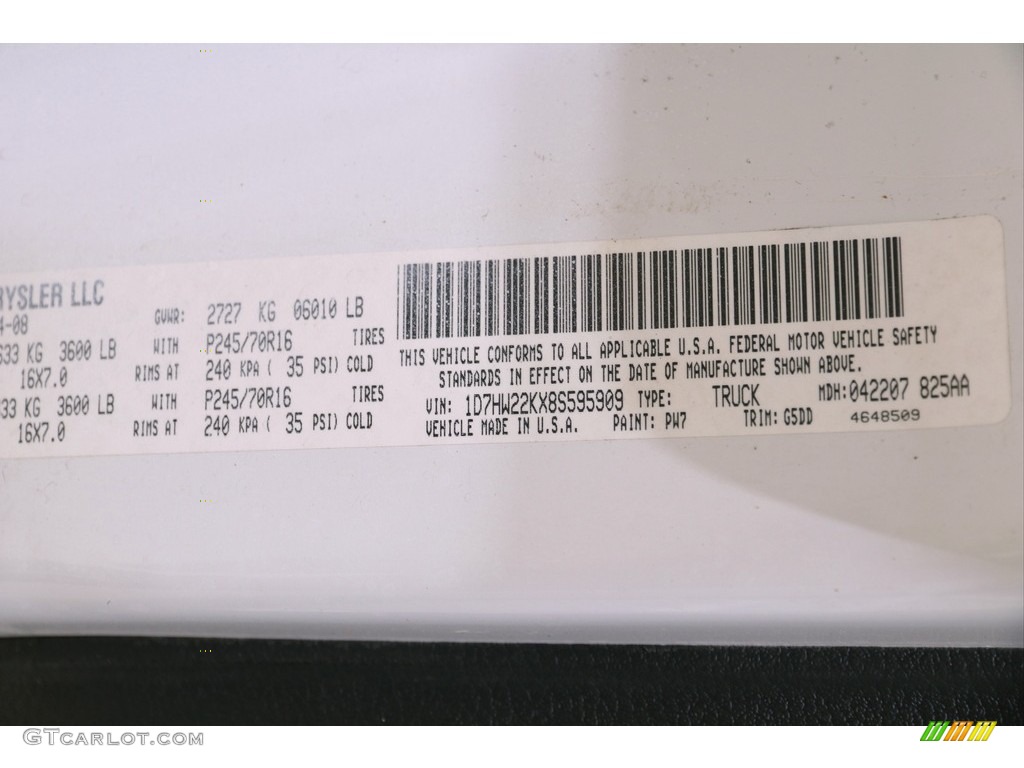 RYSLER LLC
4-08
GVWR: 2727 KG 06010 LB
633 KG 3600 LB WITH P245/70R16 TIRES
16X7.0 RIMS AT 240 KPA ( 35 PSI) COLD
633 KG 3600 LB WITH P245/70R16 TIRES
16X7.0 RIMS AT 240 KPA ( 35 PSI) COLD
THIS VEHICLE CONFORMS TO ALL APPLICABLE U.S.A. FEDERAL MOTOR VEHICLE SAFETY
STANDARDS IN EFFECT ON THE DATE OF MANUFACTURE SHOWN ABOVE.
VIN: 1D7HW22KX8S595909 TYPE: TRUCK MDH:042207 825AA
VEHICLE MADE IN U.S.A. PAINT: PW7 TRIM: G5DD 4648509
GTcarlot.com